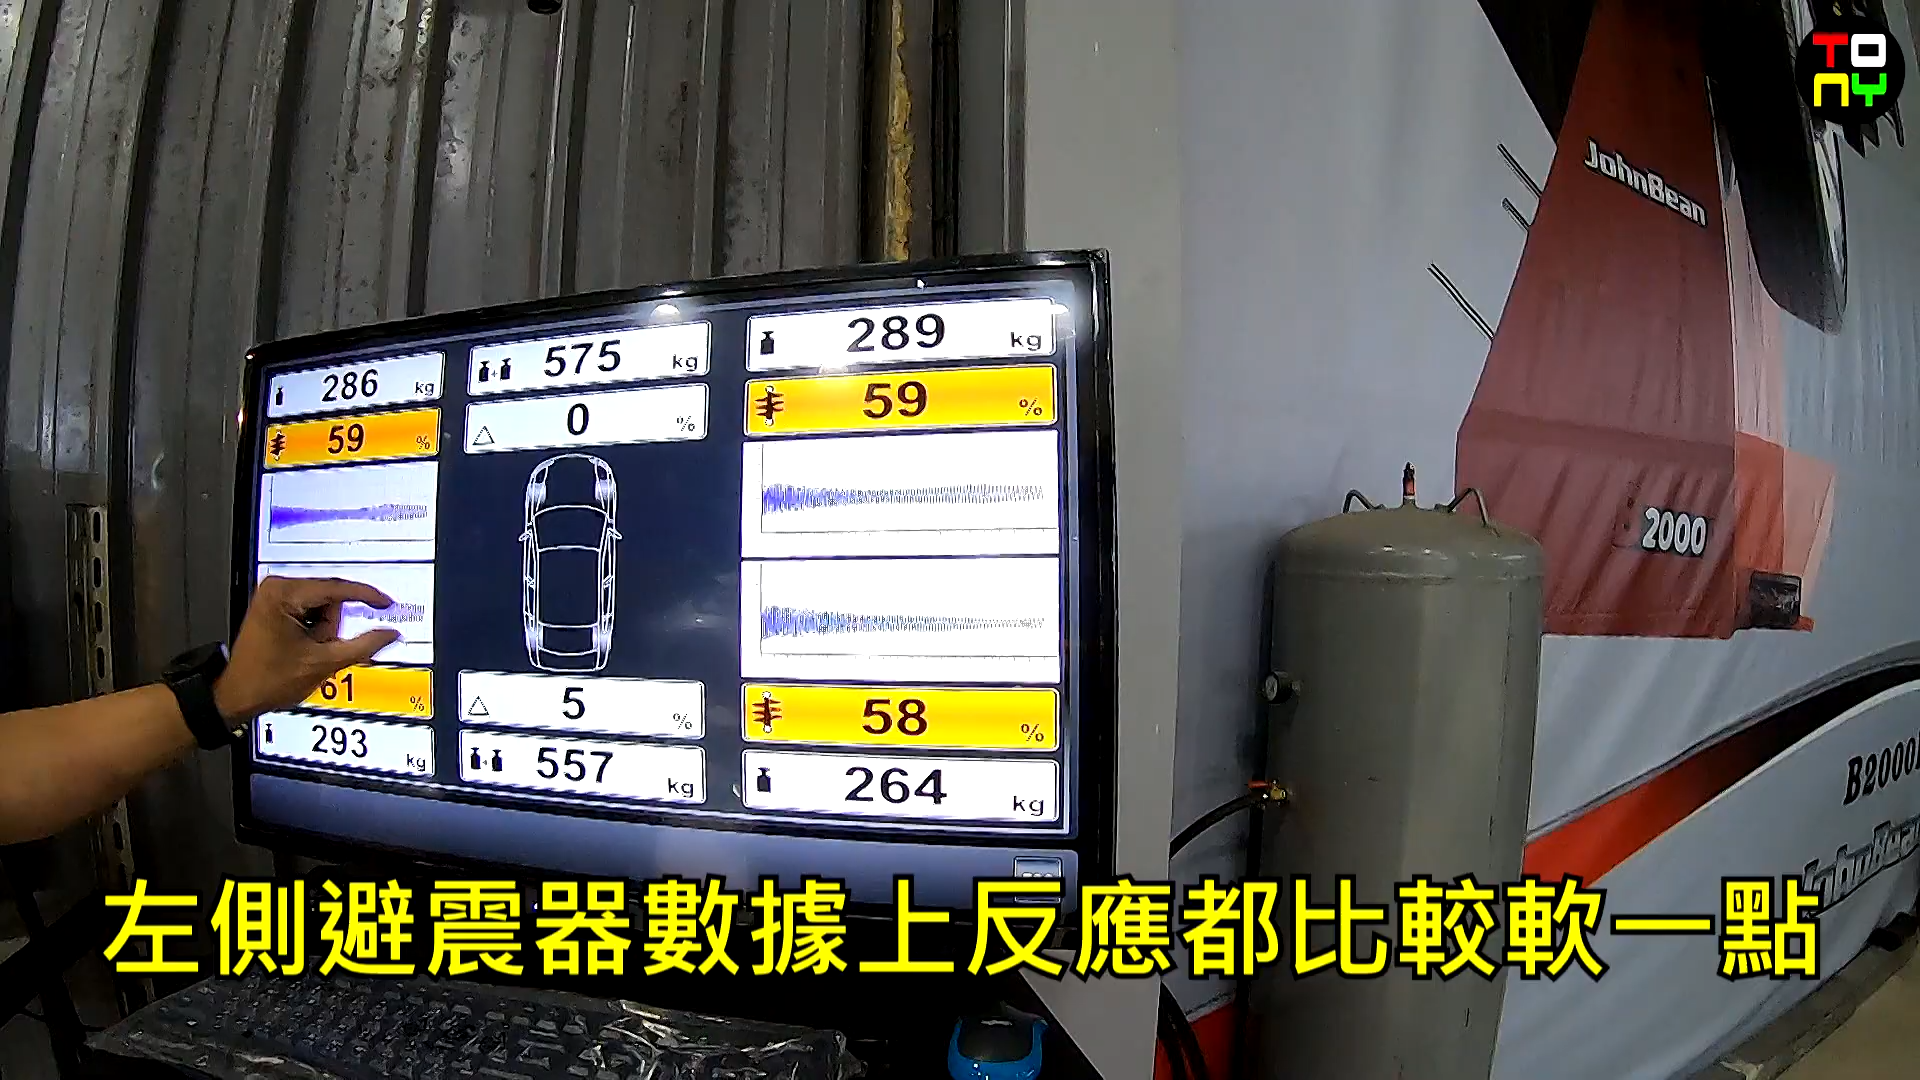 TO
NY
JohnBean
286 kg
575 kg
289 kg
59 %
0 %
59 %
2000
61 %
5 %
58 %
293 kg
557 kg
264 kg
JohnBean
左側避震器數據上反應都比較軟一點